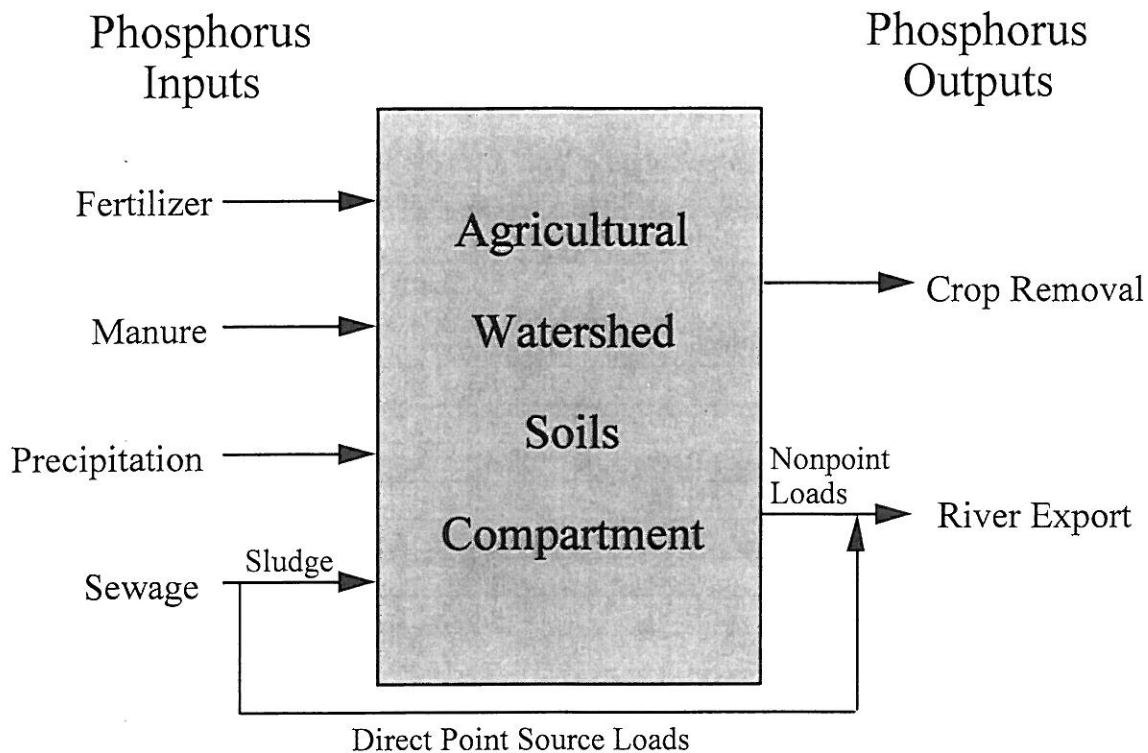 Phosphorus
Inputs
Phosphorus
Outputs
Fertilizer
Manure
Precipitation
Sewage
Sludge
Agricultural
Watershed
Soils
Compartment
Crop Removal
Nonpoint
Loads
River Export
Direct Point Source Loads